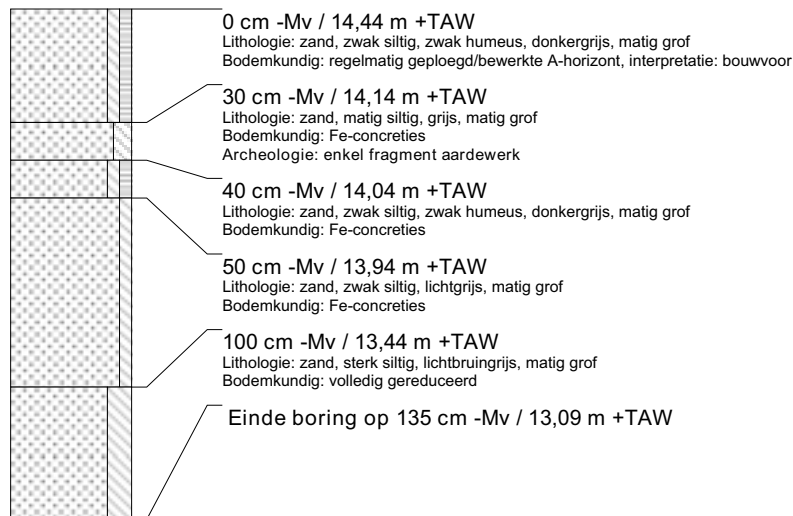 0 cm -Mv / 14,44 m +TAW
Lithologie: zand, zwak siltig, zwak humeus, donkergrijs, matig grof
Bodemkundig: regelmatig geploegd/bewerkte A-horizont, interpretatie: bouwvoor
30 cm -Mv / 14,14 m +TAW
Lithologie: zand, matig siltig, grijs, matig grof
Bodemkundig: Fe-concreties
Archeologie: enkel fragment aardewerk
40 cm -Mv / 14,04 m +TAW
Lithologie: zand, zwak siltig, zwak humeus, donkergrijs, matig grof
Bodemkundig: Fe-concreties
50 cm -Mv / 13,94 m +TAW
Lithologie: zand, zwak siltig, lichtgrijs, matig grof
Bodemkundig: Fe-concreties
100 cm -Mv / 13,44 m +TAW
Lithologie: zand, sterk siltig, lichtbruingrijs, matig grof
Bodemkundig: volledig gereduceerd
Einde boring op 135 cm -Mv / 13,09 m +TAW